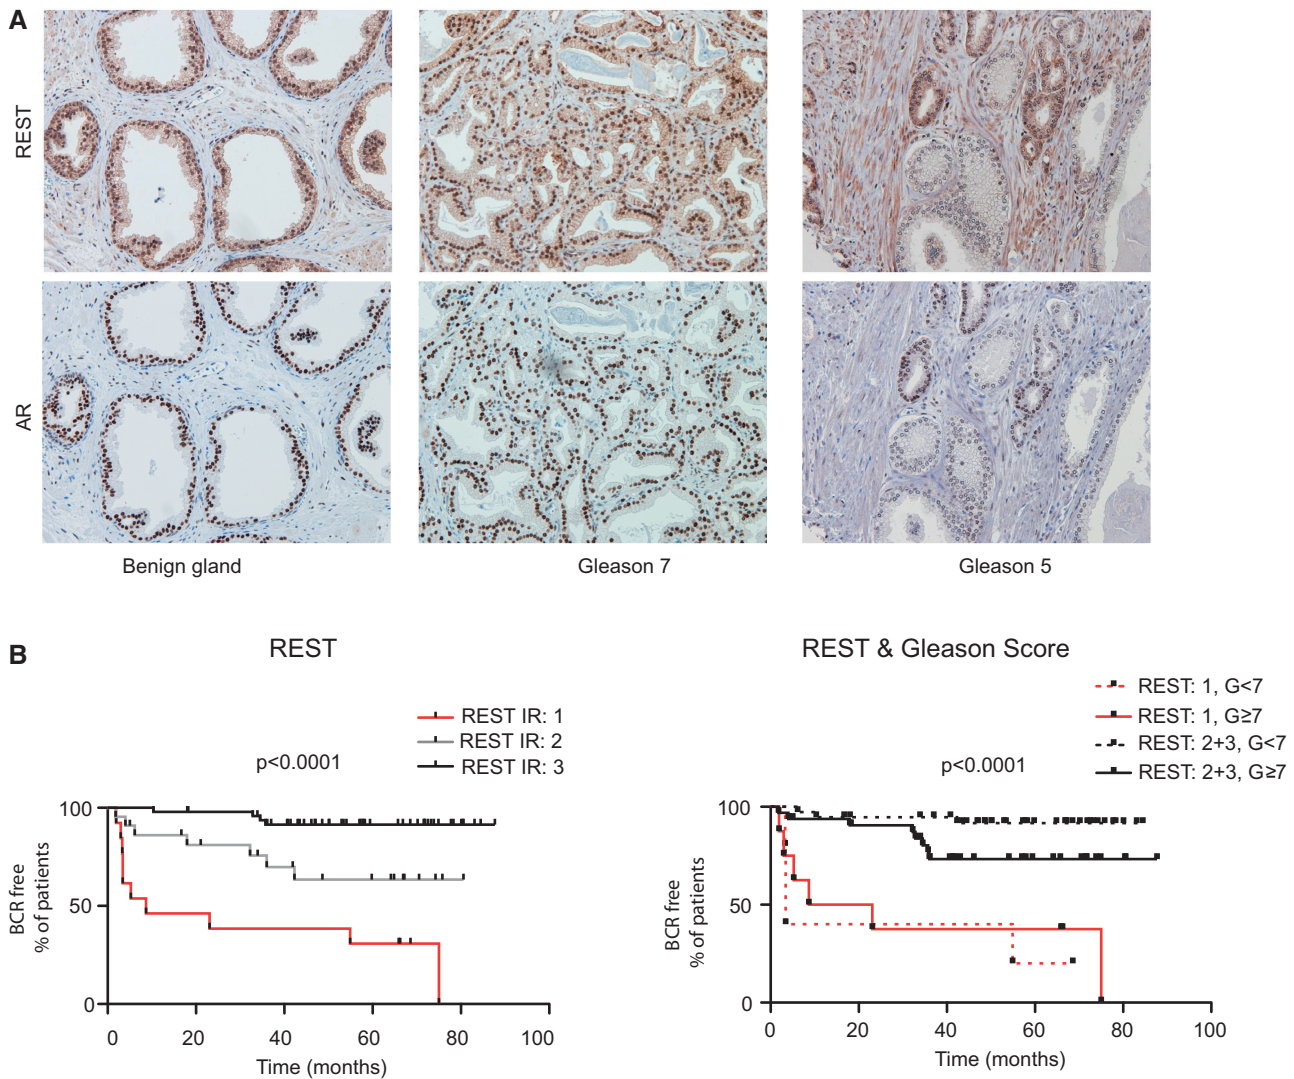 A
REST
AR
Benign gland
Gleason 7
Gleason 5
B
REST
REST IR: 1
REST IR: 2
REST IR: 3
p<0.0001
BCR free
% of patients
100
50
0
0 20 40 60 80 100
Time (months)
REST & Gleason Score
REST: 1, G<7
REST: 1, G≥7
REST: 2+3, G<7
REST: 2+3, G≥7
p<0.0001
BCR free
% of patients
100
50
0
0 20 40 60 80 100
Time (months)